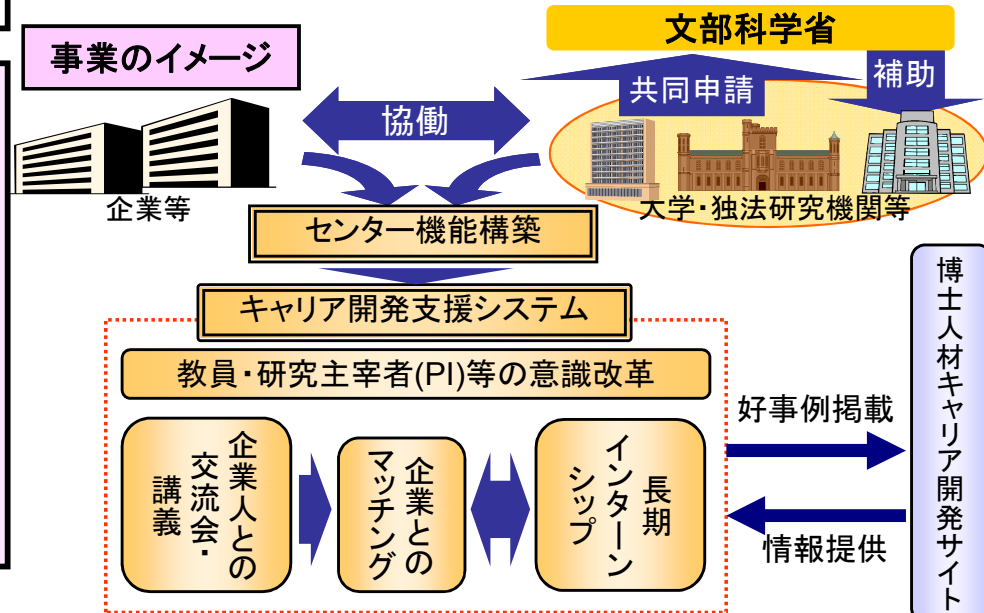 事業のイメージ
文部科学省
共同申請
補助
協働
企業等
大学・独法研究機関等
センター機能構築
キャリア開発支援システム
教員・研究主宰者(PI)等の意識改革
企業人との
交流会・
講義
企業との
マッチング
長期
インターン
シップ
好事例掲載
情報提供
博士人材キャリア開発サイト